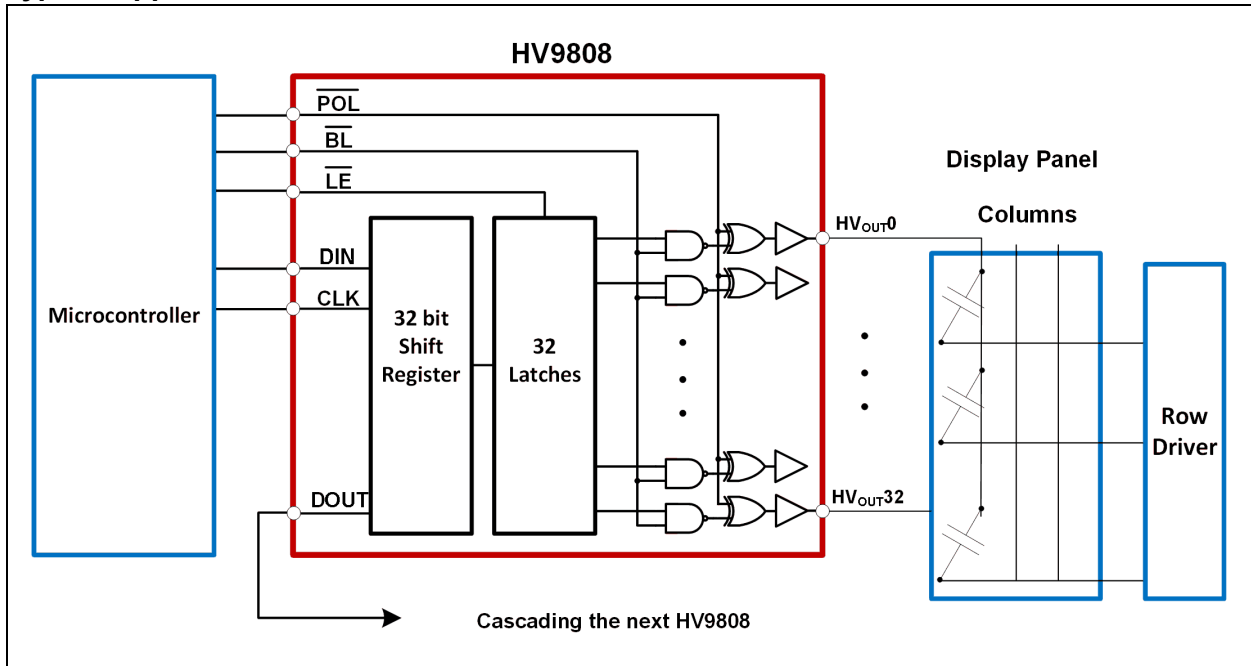 HV9808
POL
BL
LE
DIN
CLK
DOUT
Microcontroller
32 bit
Shift
Register
32
Latches
HVOUT0
HVOUT32
Display Panel
Columns
Row
Driver
Cascading the next HV9808